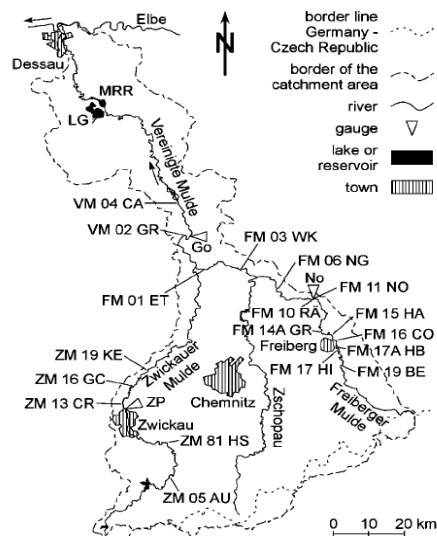 Elbe
Dessau
N
MRR
LG
Vereinigte Mulde
VM 04 CA
VM 02 GR
Go
FM 03 WK
FM 06 NG
No
FM 11 NO
FM 01 ET
FM 10 RA
FM 15 HA
FM 14A GR
FM 16 CO
Freiberg
FM 17A HB
FM 17 HI
FM 19 BE
ZM 19 KE
Zwickauer
Mulde
ZM 16 GC
Chemnitz
Zschopau
Freiberger
Mulde
ZM 13 CR
ZP
Zwickau
ZM 81 HS
ZM 05 AU
border line
Germany -
Czech Republic
border of the
catchment area
river
gauge
lake or
reservoir
town
0 10 20 km